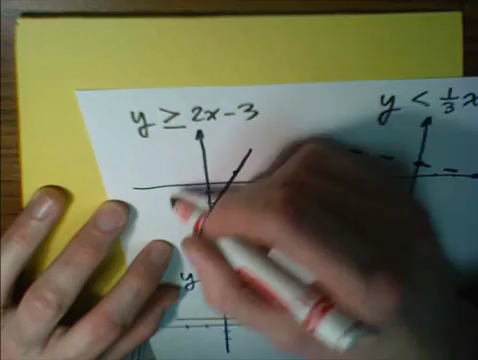 y ≥ 2x - 3
y < 1/3 x
y